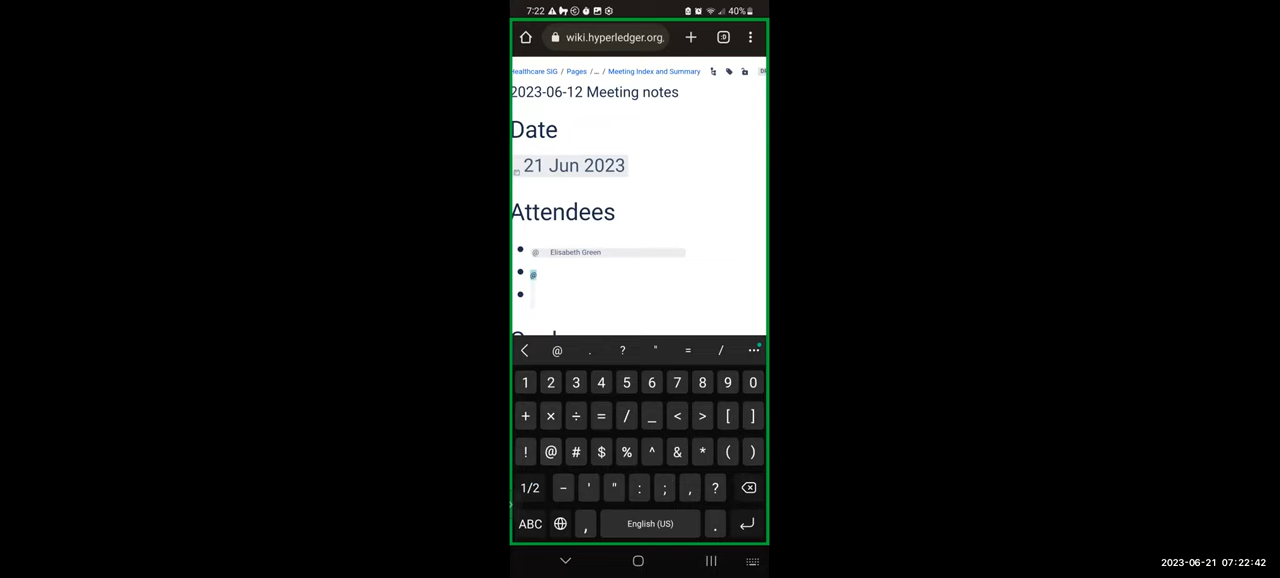 7:22 40%
wiki.hyperledger.org. + :D
Healthcare SIG / Pages / ... / Meeting Index and Summary
2023-06-12 Meeting notes
Date
21 Jun 2023
Attendees
@ Elisabeth Green
@
@ . ? " = / ...
1 2 3 4 5 6 7 8 9 0
+ × ÷ = / _ < > [ ]
! @ # $ % ^ & * ( )
1/2 - ' " : ; , ?
ABC , English (US) .
2023-06-21 07:22:42